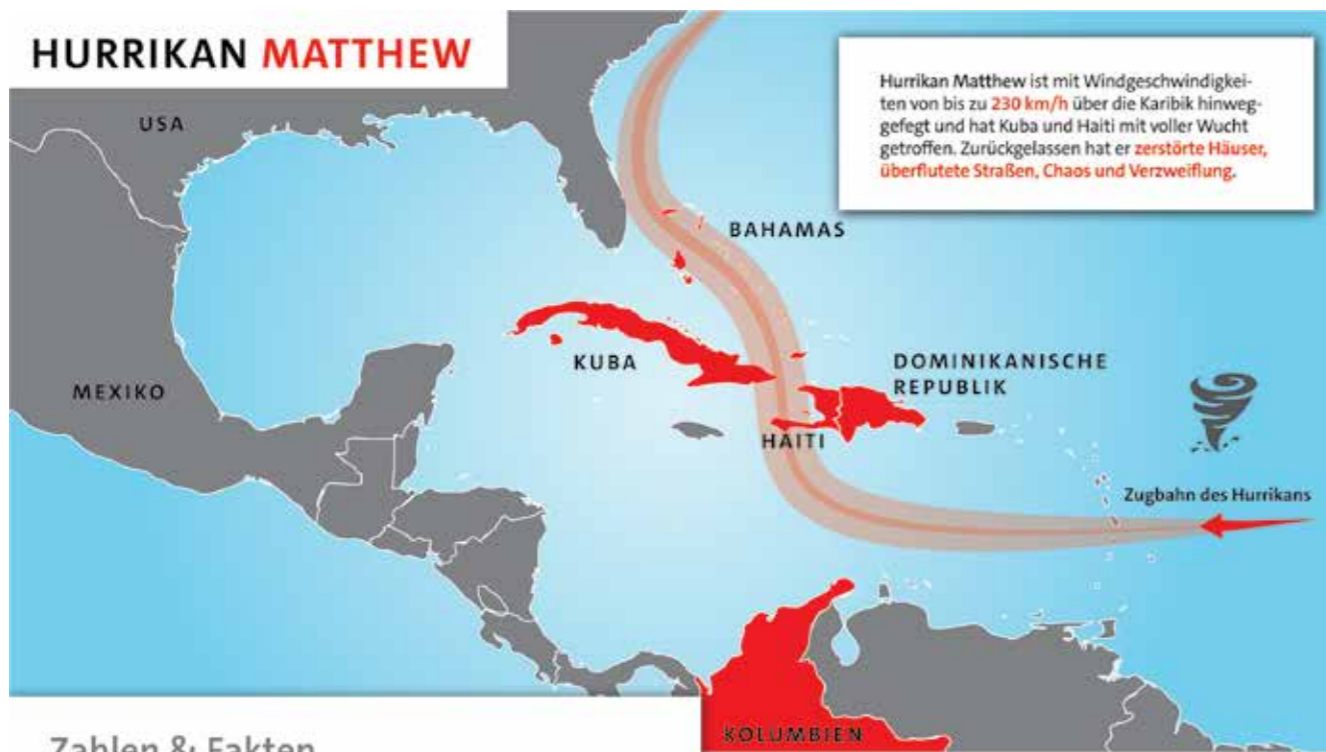 HURRIKAN MATTHEW
Hurrikan Matthew ist mit Windgeschwindigkei-
ten von bis zu 230 km/h über die Karibik hinweg-
gefegt und hat Kuba und Haiti mit voller Wucht
getroffen. Zurückgelassen hat er zerstörte Häuser,
überflutete Straßen, Chaos und Verzweiflung.
USA
BAHAMAS
KUBA
DOMINIKANISCHE
REPUBLIK
MEXIKO
HAITI
Zugbahn des Hurrikans
KOLUMBIEN
Zahlen & Fakten